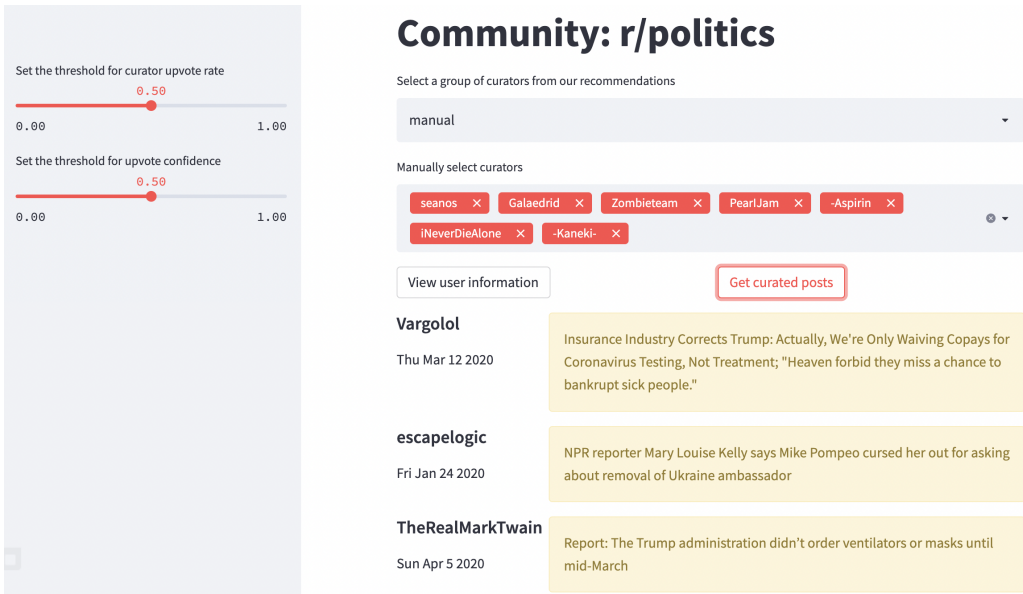 Set the threshold for curator upvote rate
0.50
0.00 1.00
Set the threshold for upvote confidence
0.50
0.00 1.00
Community: r/politics
Select a group of curators from our recommendations
manual
Manually select curators
seanos × Galaedrid × Zombieteam × PearlJam × -Aspirin ×
iNeverDieAlone × -Kaneki- ×
View user information Get curated posts
Vargolol
Thu Mar 12 2020
Insurance Industry Corrects Trump: Actually, We're Only Waiving Copays for
Coronavirus Testing, Not Treatment; "Heaven forbid they miss a chance to
bankrupt sick people."
escapelogic
Fri Jan 24 2020
NPR reporter Mary Louise Kelly says Mike Pompeo cursed her out for asking
about removal of Ukraine ambassador
TheRealMarkTwain
Sun Apr 5 2020
Report: The Trump administration didn't order ventilators or masks until
mid-March